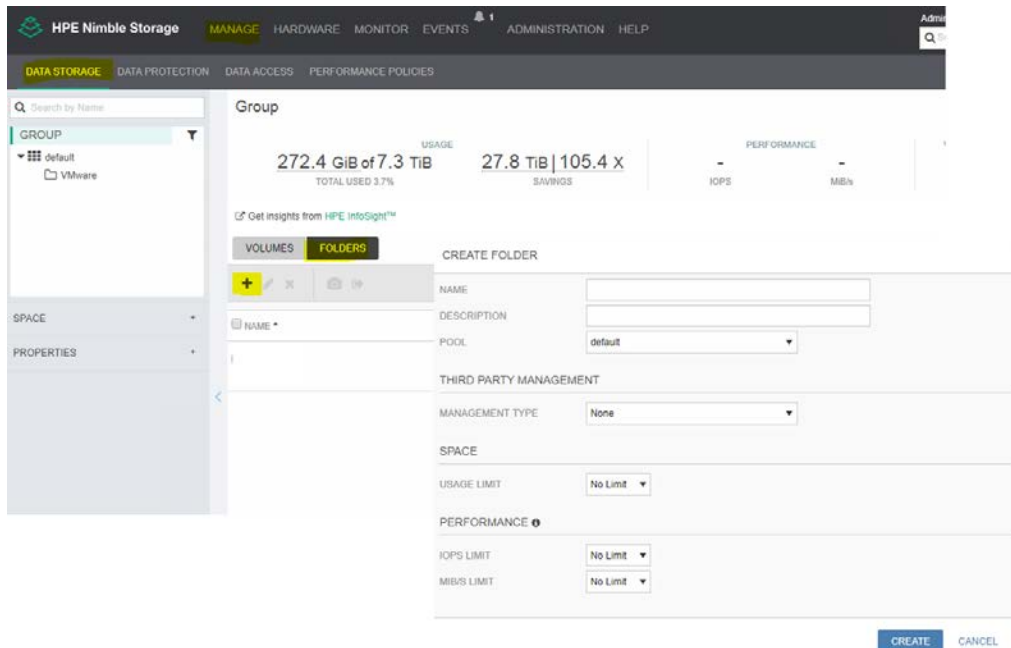 HPE Nimble Storage
MANAGE HARDWARE MONITOR EVENTS 1 ADMINISTRATION HELP
DATA STORAGE DATA PROTECTION DATA ACCESS PERFORMANCE POLICIES
Search by Name
GROUP
default
VMware
SPACE
PROPERTIES
Group
USAGE
272.4 GiB of 7.3 TiB
TOTAL USED 3.7%
27.8 TiB | 105.4 X
SAVINGS
PERFORMANCE
- -
IOPS MiB/s
Get insights from HPE InfoSight™
VOLUMES FOLDERS
NAME
CREATE FOLDER
NAME
DESCRIPTION
POOL default
THIRD PARTY MANAGEMENT
MANAGEMENT TYPE None
SPACE
USAGE LIMIT No Limit
PERFORMANCE
IOPS LIMIT No Limit
MIB/S LIMIT No Limit
CREATE CANCEL